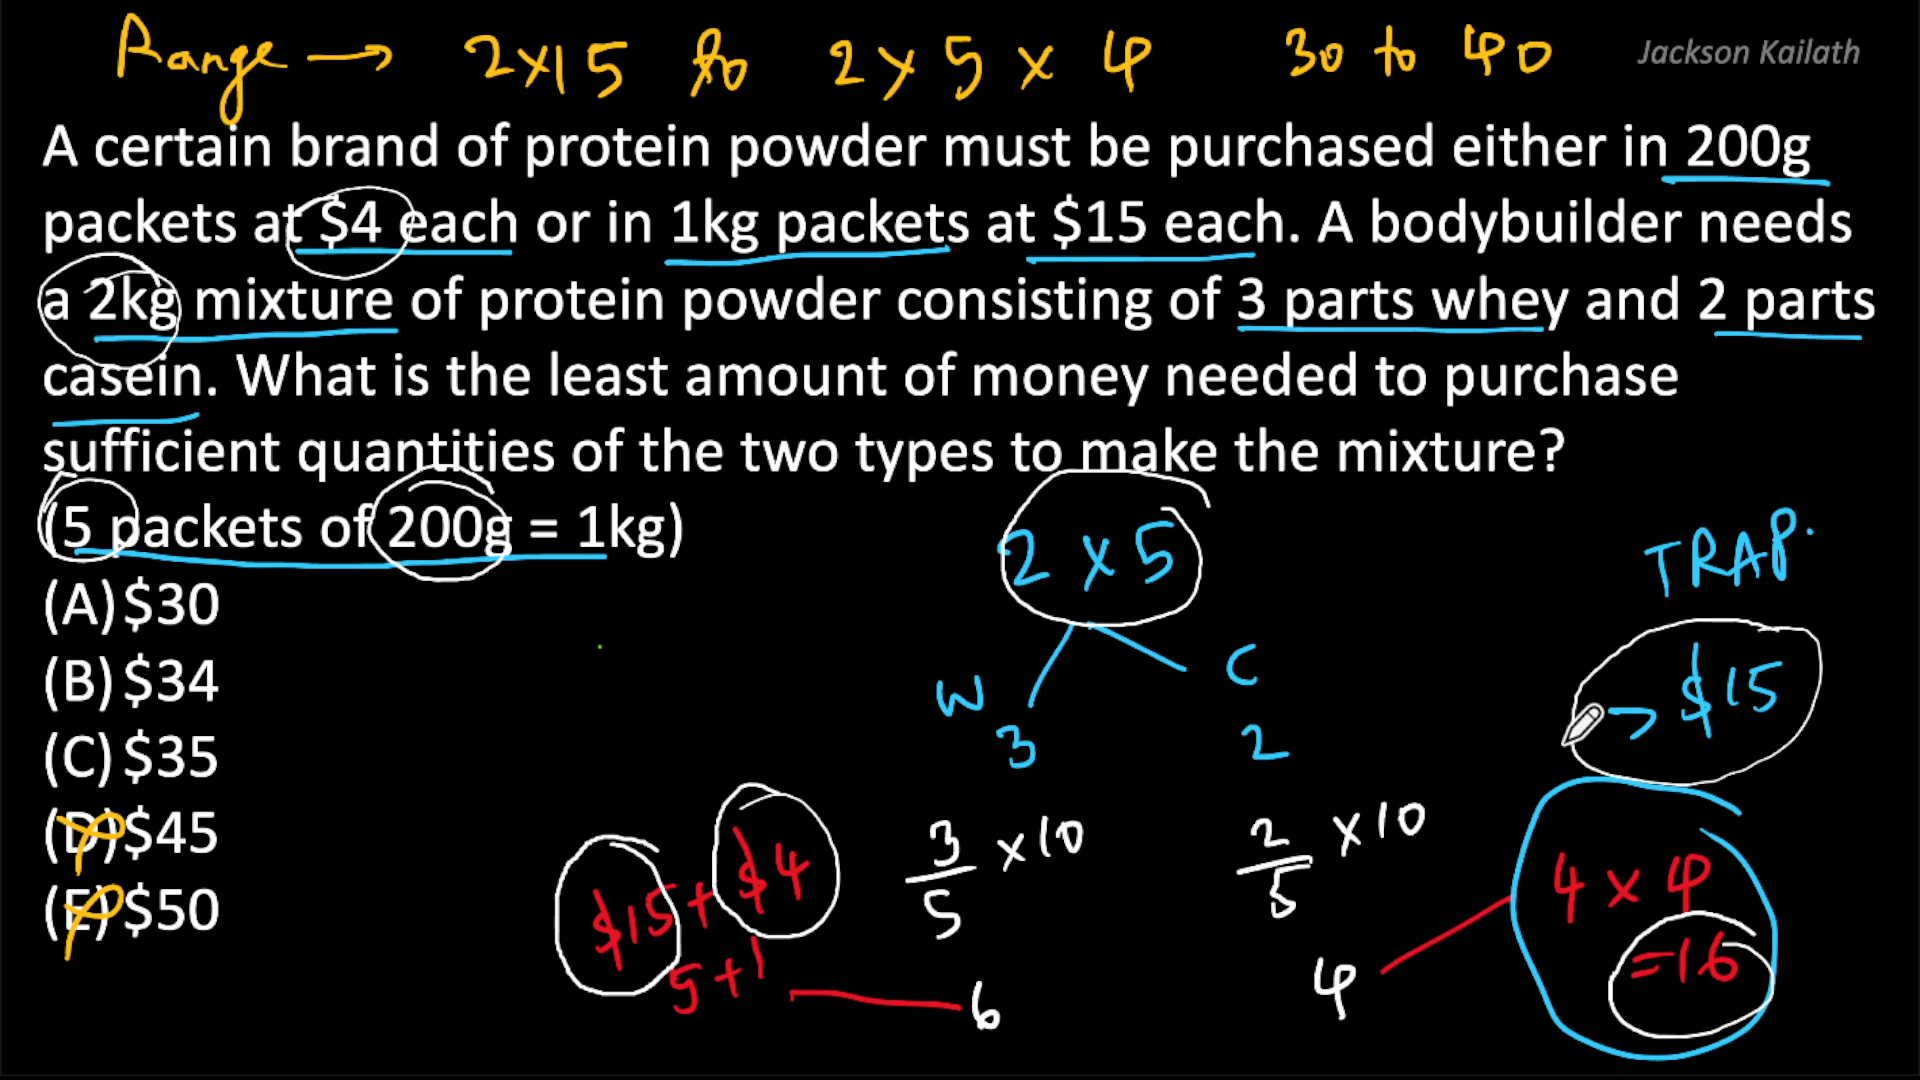 Range → 2×15 to 2×5×4 30 to 40
Jackson Kailath
A certain brand of protein powder must be purchased either in 200g
packets at $4 each or in 1kg packets at $15 each. A bodybuilder needs
a 2kg mixture of protein powder consisting of 3 parts whey and 2 parts
casein. What is the least amount of money needed to purchase
sufficient quantities of the two types to make the mixture?
(5 packets of 200g = 1kg)
2 × 5
TRAP.
(A) $30
(B) $34
(C) $35
(D) $45
(E) $50
W C
3 2
→ $15
3/5 ×10
2/5 ×10
$15 + $4
5+1
6
4
4 × 4
=16